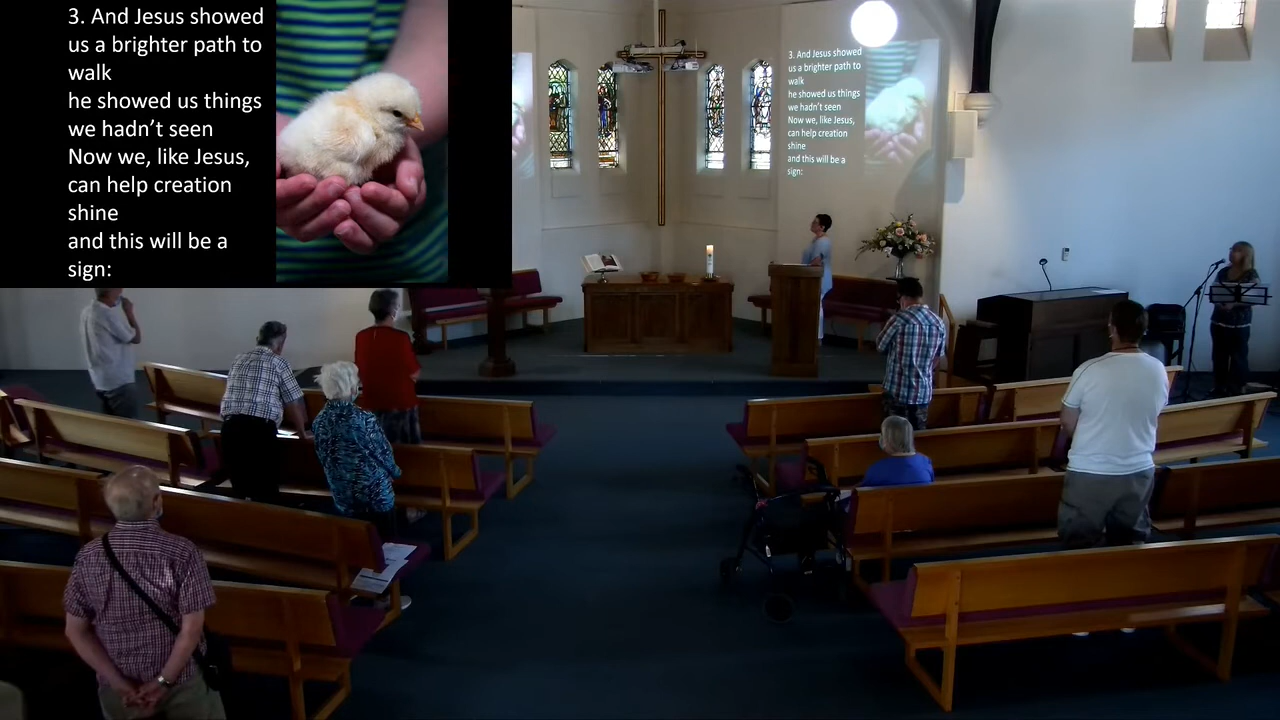 3. And Jesus showed
us a brighter path to
walk
he showed us things
we hadn’t seen
Now we, like Jesus,
can help creation
shine
and this will be a
sign:
3. And Jesus showed
us a brighter path to
walk
he showed us things
we hadn’t seen
Now we, like Jesus,
can help creation
shine
and this will be a
sign: